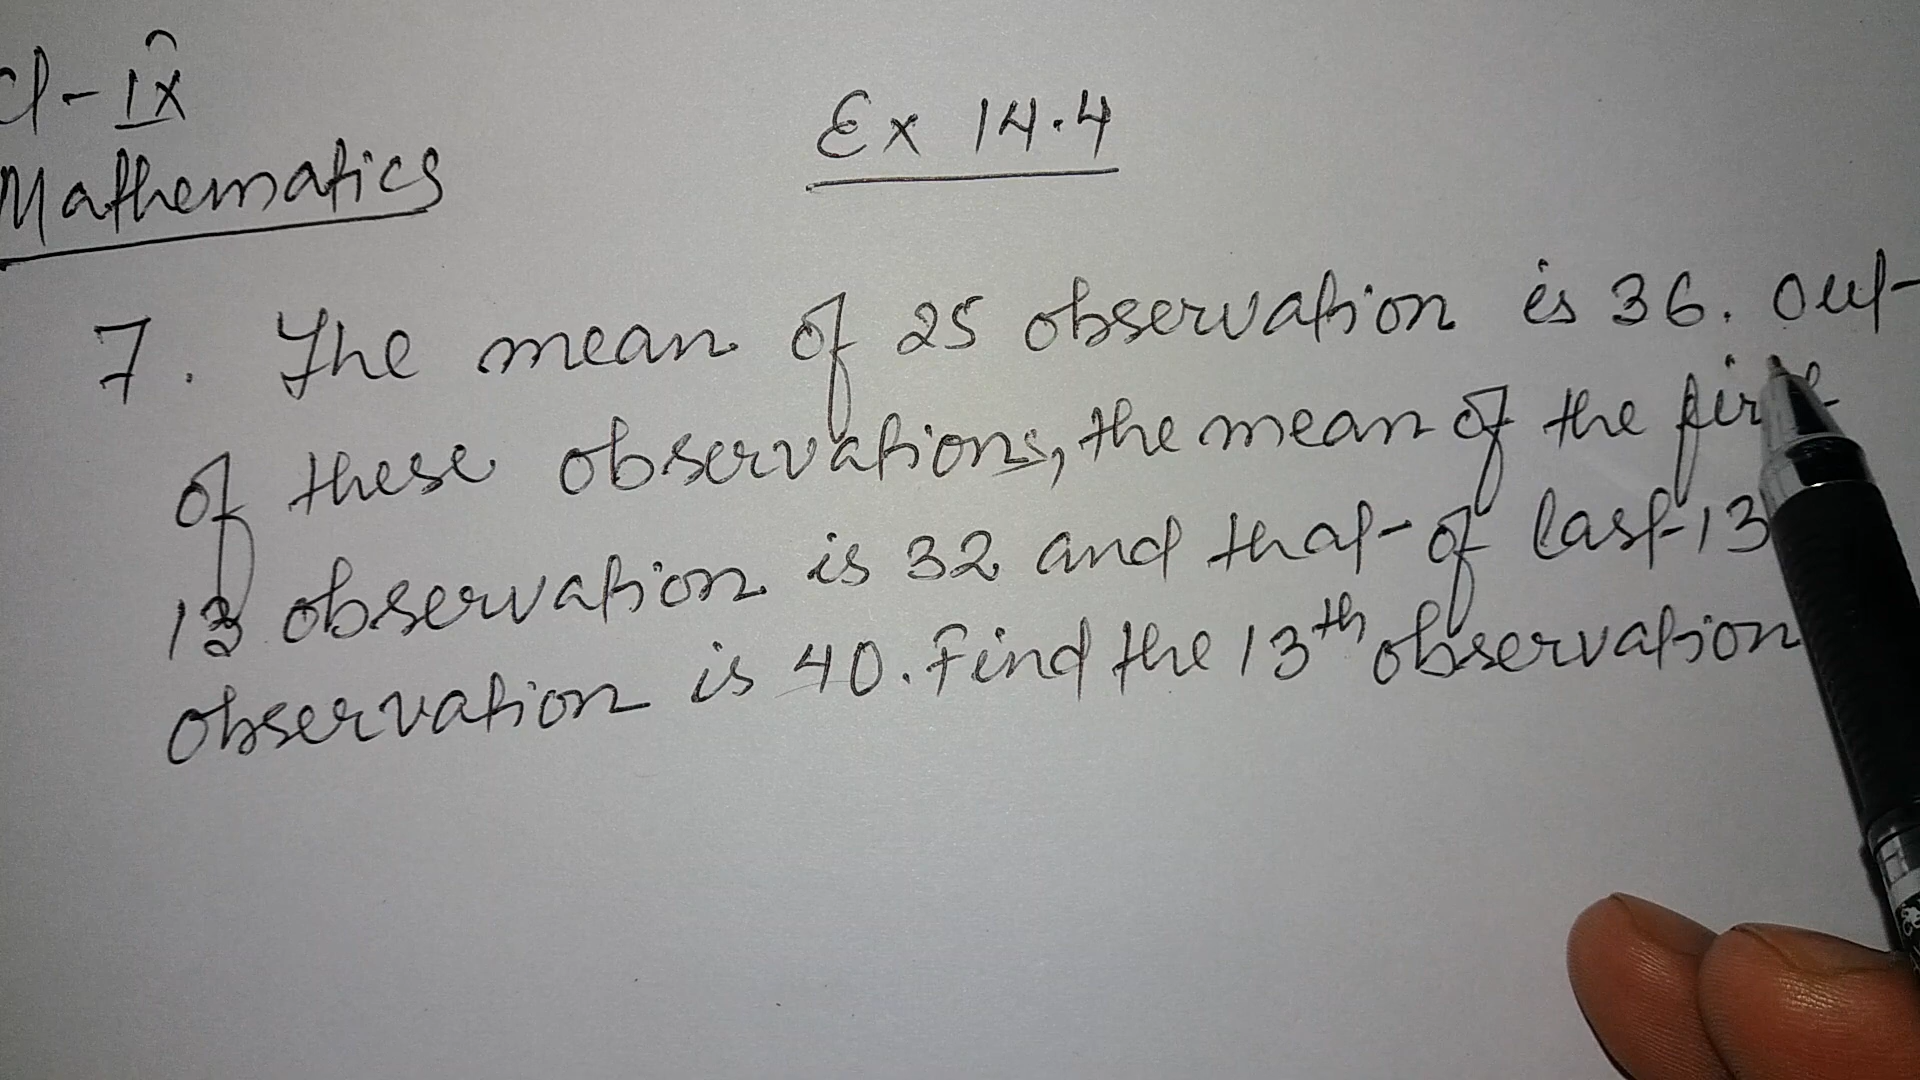 Cl-IX
Mathematics
Ex 14.4
7. The mean of 25 observation is 36. Out
of these observations, the mean of the first
13 observation is 32 and that of last 13
observation is 40. Find the 13th observation